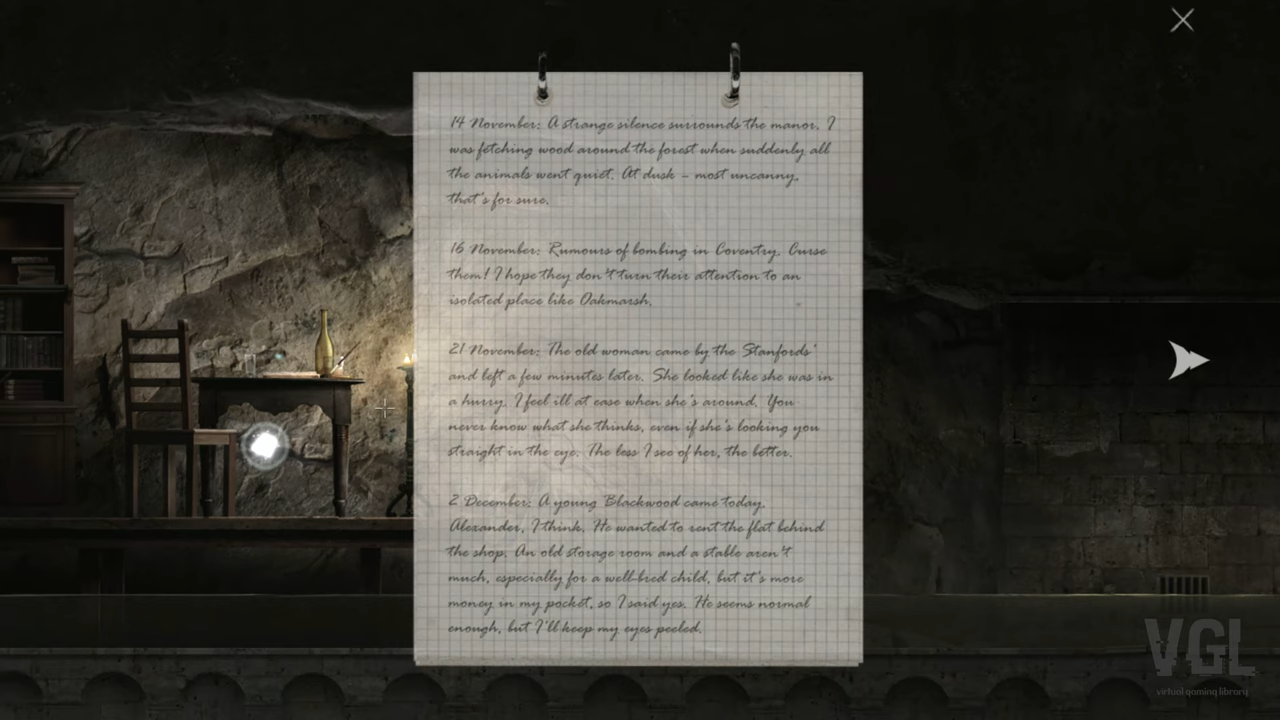 14 November: A strange silence surrounds the manor. I
was fetching wood around the forest when suddenly all
the animals went quiet. At dusk – most uncanny,
that's for sure.
16 November: Rumours of bombing in Coventry. Curse
them! I hope they don't turn their attention to an
isolated place like Oakmarsh.
21 November: The old woman came by the Stanfords'
and left a few minutes later. She looked like she was in
a hurry. I feel ill at ease when she's around. You
never know what she thinks, even if she's looking you
straight in the eye. The less I see of her, the better.
2 December: A young Blackwood came today.
Alexander, I think. He wanted to rent the flat behind
the shop. An old storage room and a stable aren't
much, especially for a well-bred child, but it's more
money in my pocket, so I said yes. He seems normal
enough, but I'll keep my eyes peeled.
VGL
virtual gaming library